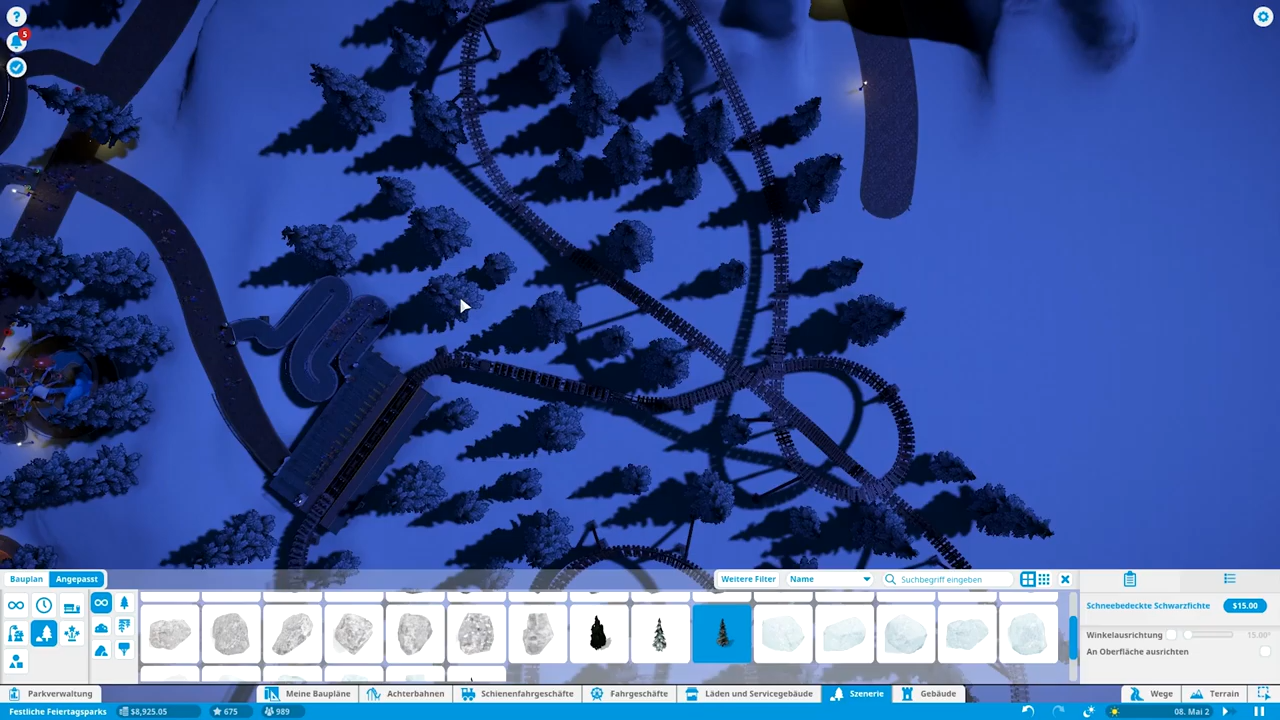 ?
5
Bauplan Angepasst Weitere Filter Name Suchbegriff eingeben
Schneebedeckte Schwarzfichte $15.00
Winkelausrichtung 15.00°
An Oberfläche ausrichten
Parkverwaltung Meine Baupläne Achterbahnen Schienenfahrgeschäfte Fahrgeschäfte Läden und Servicegebäude Szenerie Gebäude Wege Terrain
Festliche Feiertagsparks $8,925.05 675 989 08. Mai 2